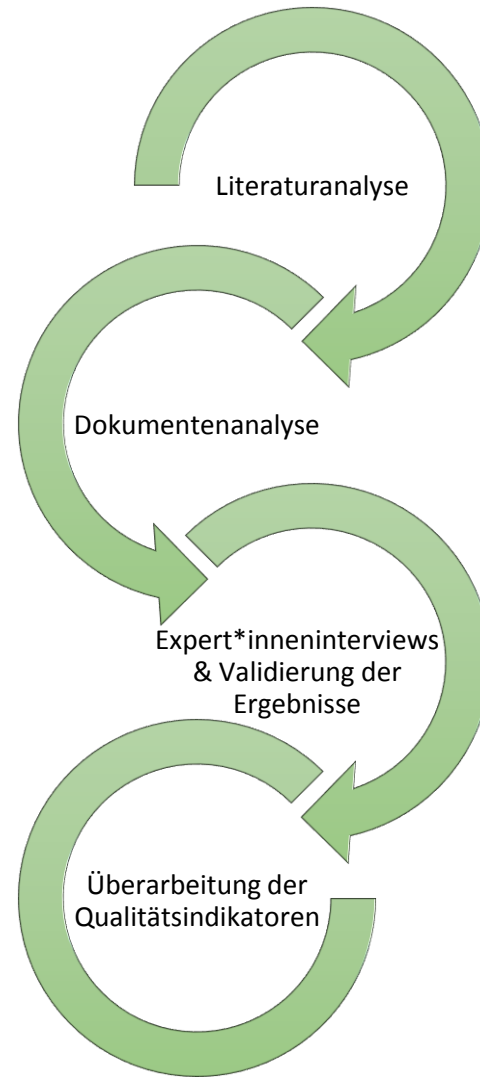 Literaturanalyse
Dokumentenanalyse
Expert*inneninterviews
& Validierung der
Ergebnisse
Überarbeitung der
Qualitätsindikatoren